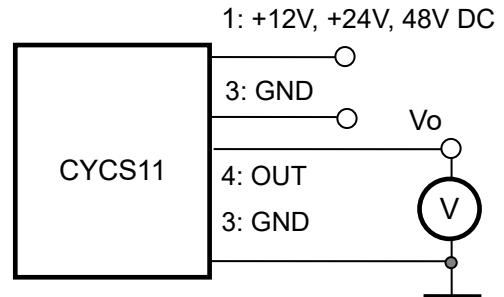 1: +12V, +24V, 48V DC
3: GND
Vo
CYCS11
4: OUT
V
3: GND